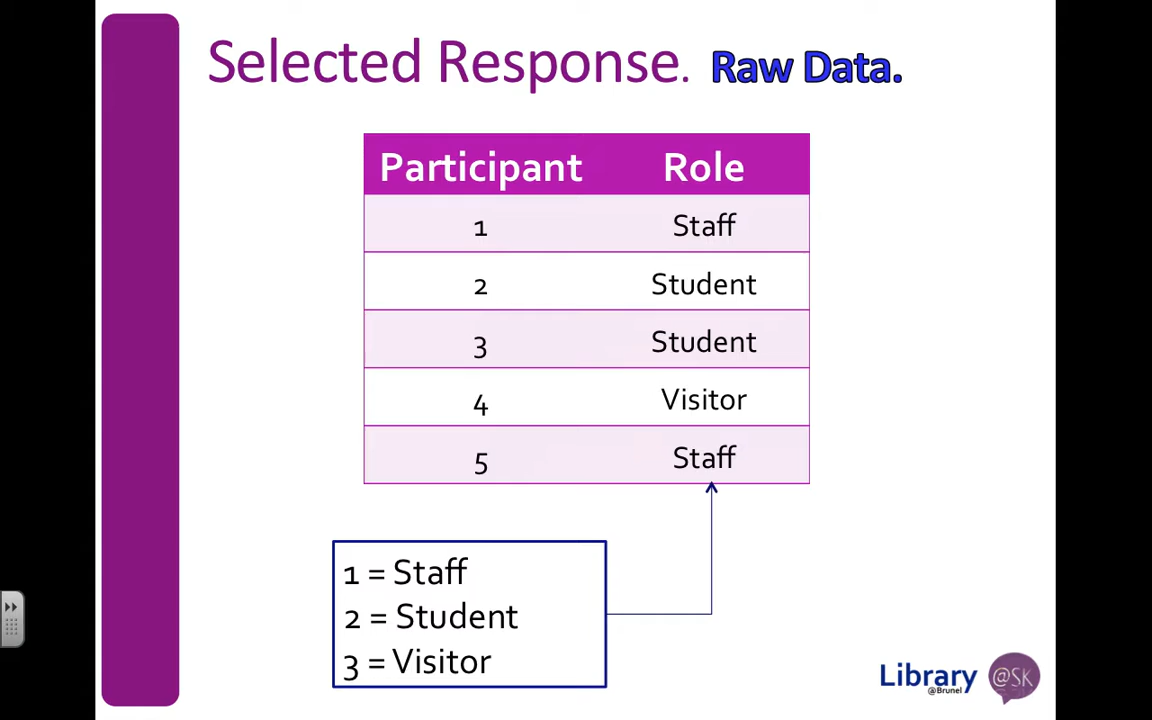 Selected Response. Raw Data.
Participant Role
1 Staff
2 Student
3 Student
4 Visitor
5 Staff
1 = Staff
2 = Student
3 = Visitor
Library @SK
@Brunel